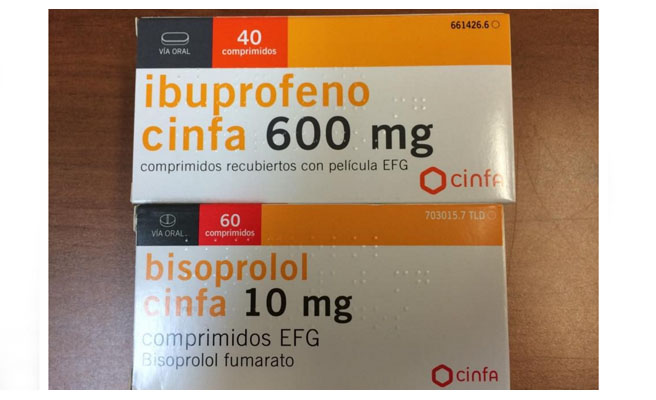 40
comprimidos
VÍA ORAL
661426.6
ibuprofeno
cinfa 600 mg
comprimidos recubiertos con película EFG
cinfa
60
comprimidos
VÍA ORAL
703015.7 TLD
bisoprolol
cinfa 10 mg
comprimidos EFG
Bisoprolol fumarato
cinfa